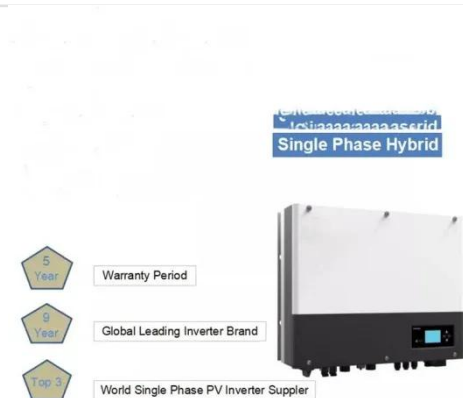 Single Phase Hybrid
5
Year
Warranty Period
9
Year
Global Leading Inverter Brand
Top 3
World Single Phase PV Inverter Suppler